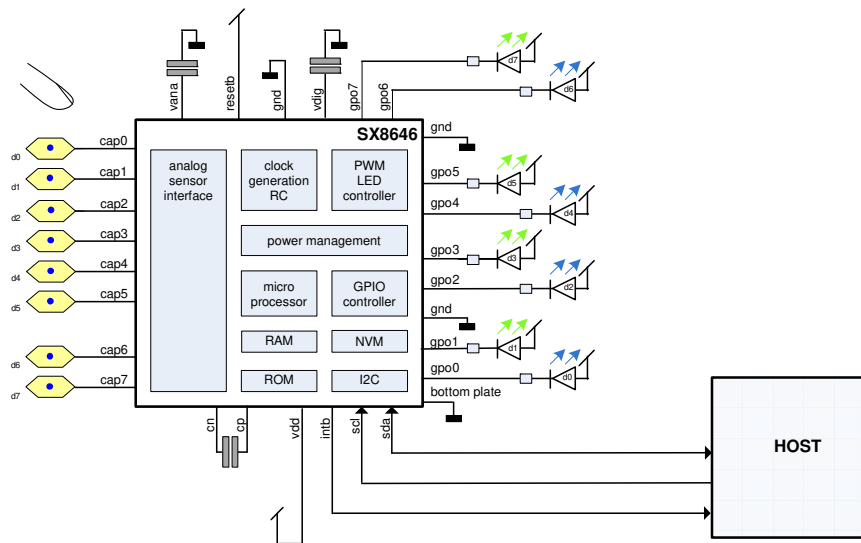 vana
resetb
gnd
vdig
gpo7
gpo6
d7
d6
SX8646
gnd
d0
cap0
d1
cap1
d2
cap2
d3
cap3
d4
cap4
d5
cap5
d6
cap6
d7
cap7
analog
sensor
interface
clock
generation
RC
PWM
LED
controller
power management
micro
processor
GPIO
controller
RAM
NVM
ROM
I2C
gpo5
d5
gpo4
d4
gpo3
d3
gpo2
d2
gnd
gpo1
d1
gpo0
d0
bottom plate
cn
cp
vdd
intb
scl
sda
HOST